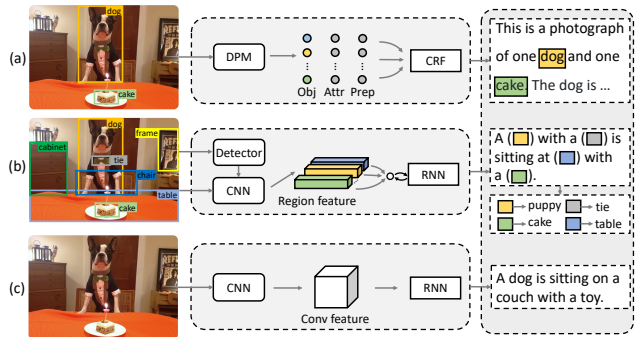 (a)
dog
cake
DPM
Obj
Attr
Prep
CRF
This is a photograph
of one dog and one
cake. The dog is ...
(b)
dog
frame
cabinet
tie
chair
table
cake
Detector
CNN
Region feature
RNN
A ( ) with a ( ) is
sitting at ( ) with
a ( ).
puppy
tie
cake
table
(c)
CNN
Conv feature
RNN
A dog is sitting on a
couch with a toy.